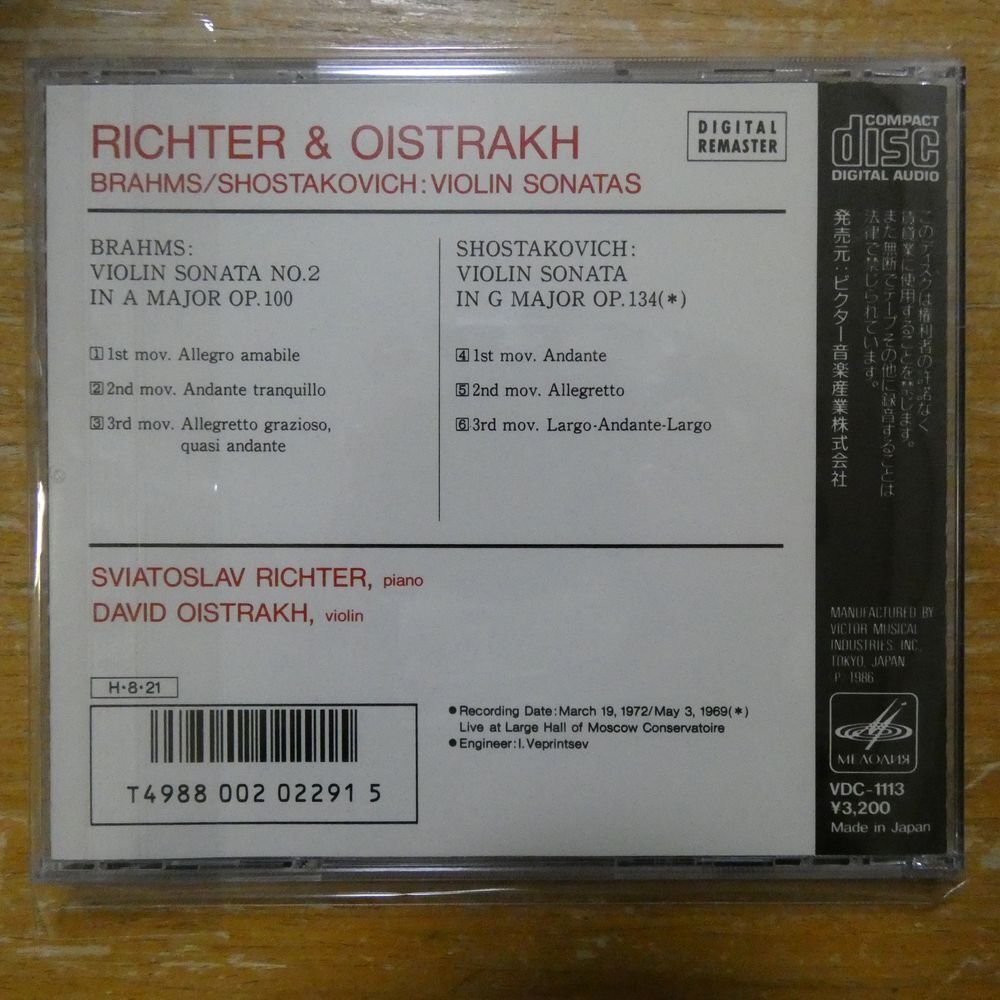 RICHTER & OISTRAKH
BRAHMS/SHOSTAKOVICH: VIOLIN SONATAS
DIGITAL
REMASTER
BRAHMS:
VIOLIN SONATA NO.2
IN A MAJOR OP.100
1 1st mov. Allegro amabile
2 2nd mov. Andante tranquillo
3 3rd mov. Allegretto grazioso,
quasi andante
SHOSTAKOVICH:
VIOLIN SONATA
IN G MAJOR OP.134(*)
4 1st mov. Andante
5 2nd mov. Allegretto
6 3rd mov. Largo-Andante-Largo
SVIATOSLAV RICHTER, piano
DAVID OISTRAKH, violin
H・8・21
T4988 002 02291 5
●Recording Date: March 19, 1972/May 3, 1969(*)
Live at Large Hall of Moscow Conservatoire
●Engineer: I. Veprintsev
COMPACT
disc
DIGITAL AUDIO
このディスクは権利者の許諾なく
賃貸業に使用することを禁じます。
また無断でテープその他に録音することは
法律で禁じられています。
発売元：ビクター音楽産業株式会社
MANUFACTURED BY
VICTOR MUSICAL
INDUSTRIES, INC.,
TOKYO, JAPAN
P 1986
МЕЛОДИЯ
VDC-1113
¥3,200
Made in Japan